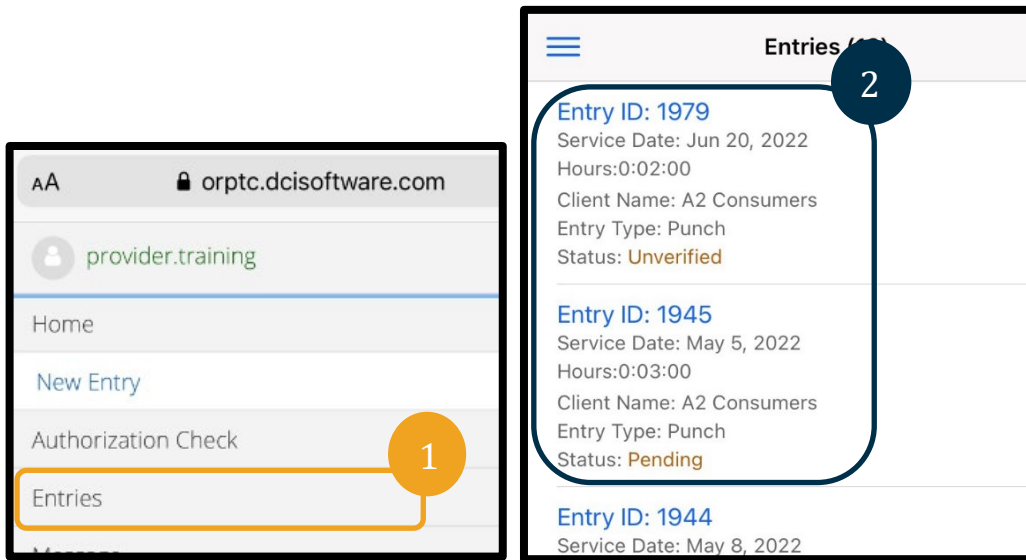 AA orptc.dcisoftware.com
provider.training
Home
New Entry
Authorization Check
1
Entries
Entries
2
Entry ID: 1979
Service Date: Jun 20, 2022
Hours:0:02:00
Client Name: A2 Consumers
Entry Type: Punch
Status: Unverified
Entry ID: 1945
Service Date: May 5, 2022
Hours:0:03:00
Client Name: A2 Consumers
Entry Type: Punch
Status: Pending
Entry ID: 1944
Service Date: May 8, 2022